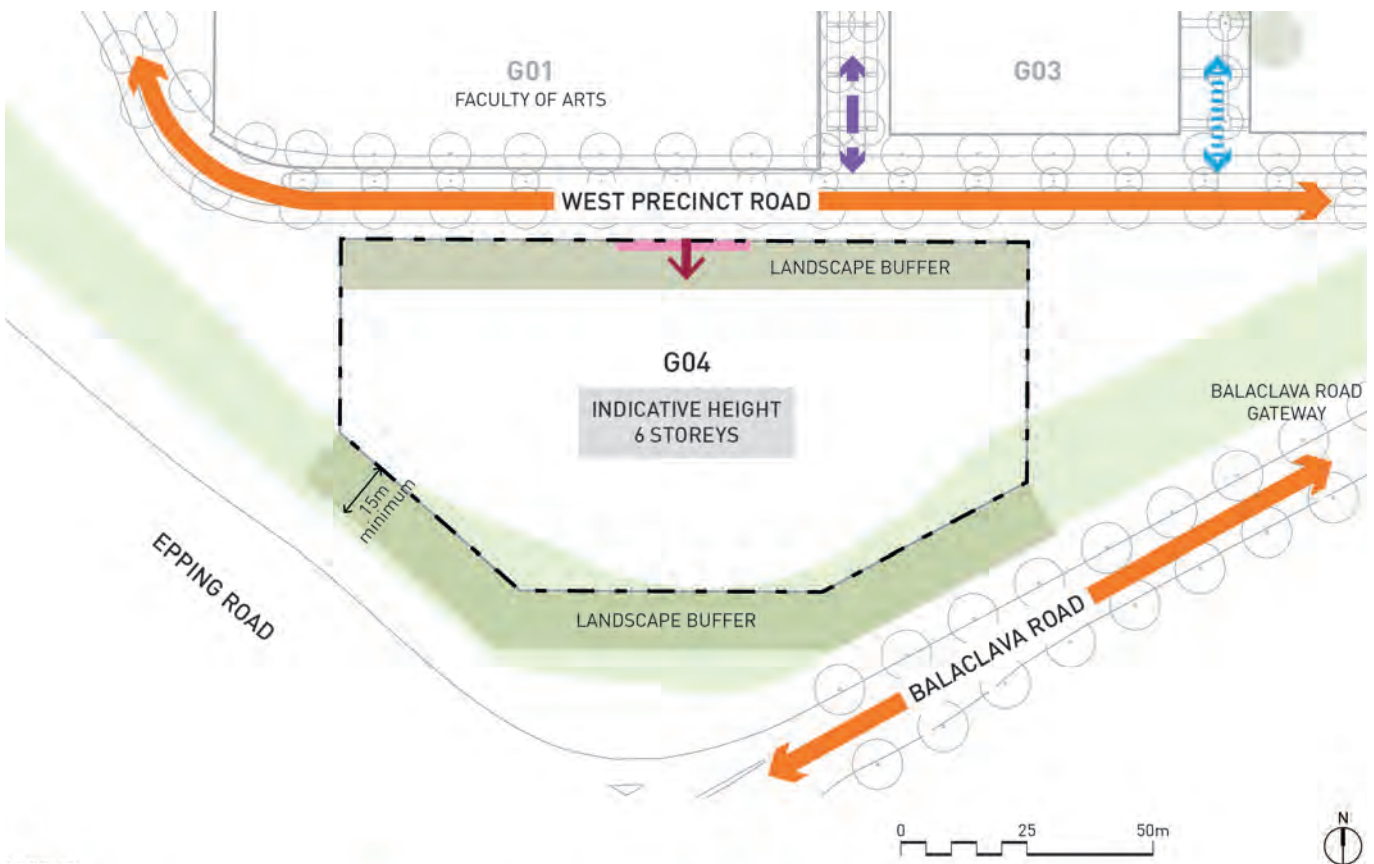 G01
FACULTY OF ARTS
G03
WEST PRECINCT ROAD
LANDSCAPE BUFFER
G04
INDICATIVE HEIGHT
6 STOREYS
BALACLAVA ROAD
GATEWAY
15m
minimum
EPPING ROAD
LANDSCAPE BUFFER
BALACLAVA ROAD
0 25 50m
N